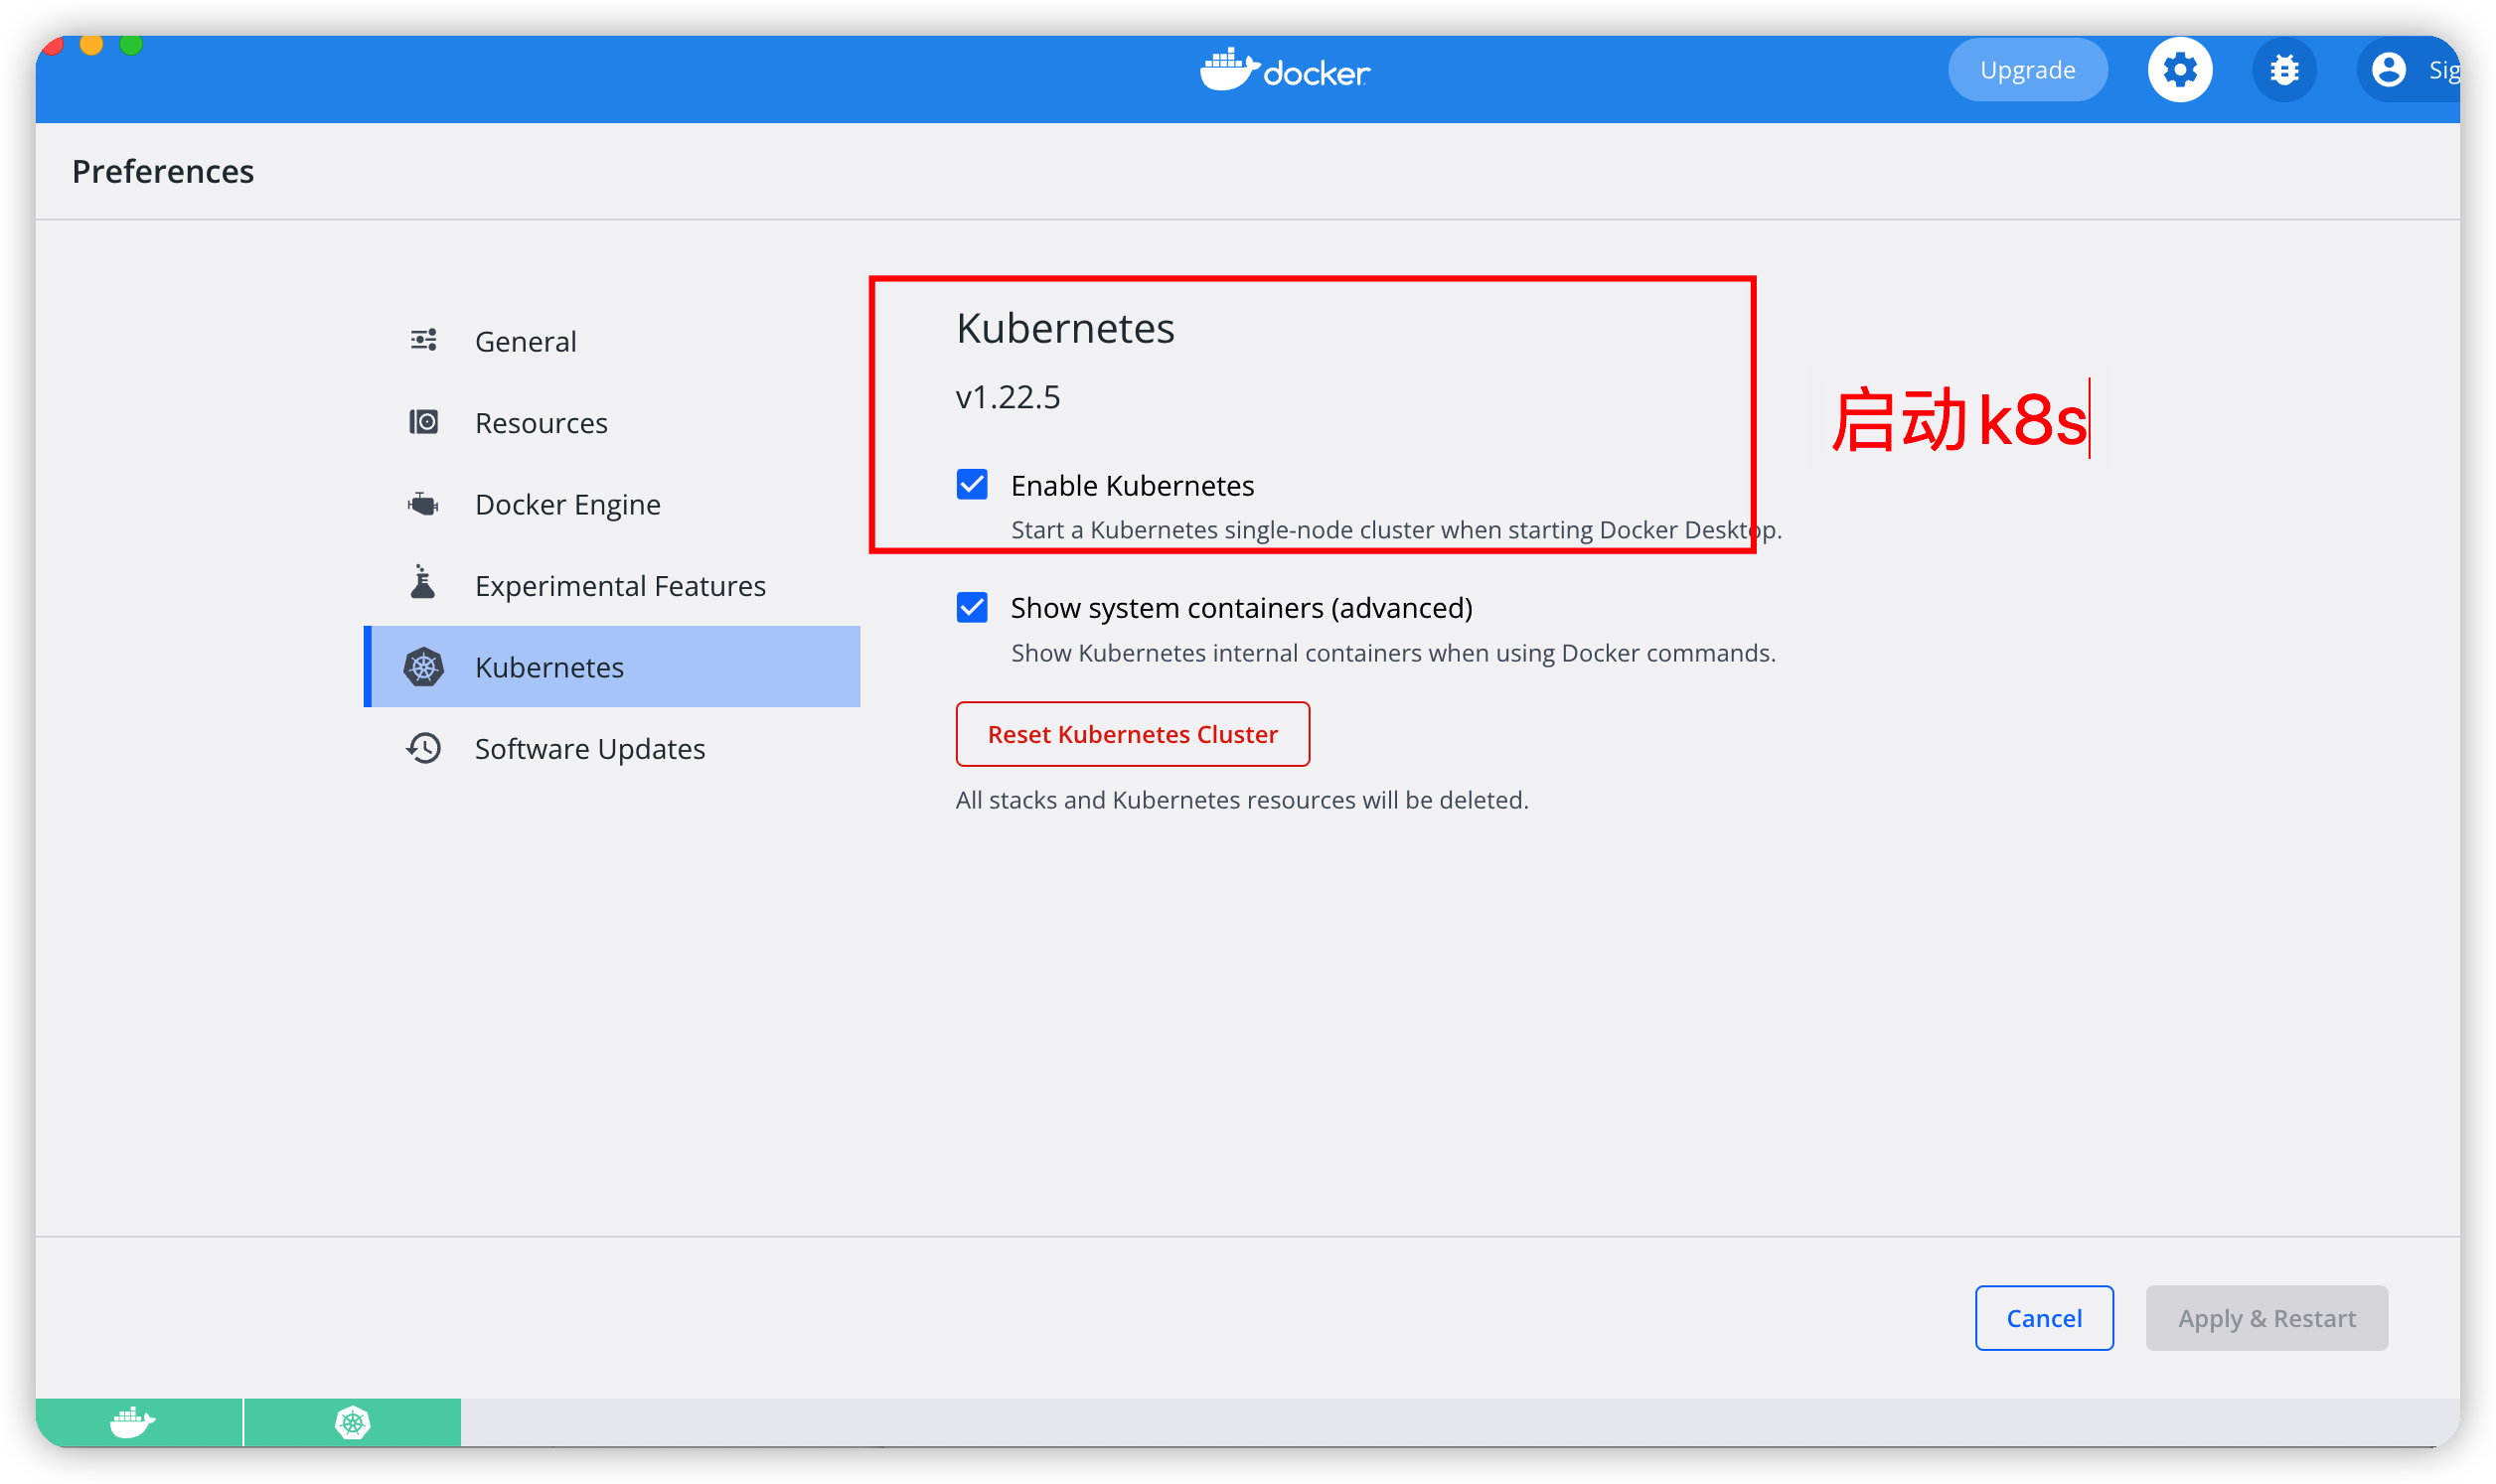 docker
Upgrade
Sig
Preferences
General
Resources
Docker Engine
Experimental Features
Kubernetes
Software Updates
Kubernetes
v1.22.5
Enable Kubernetes
Start a Kubernetes single-node cluster when starting Docker Desktop.
启动k8s
Show system containers (advanced)
Show Kubernetes internal containers when using Docker commands.
Reset Kubernetes Cluster
All stacks and Kubernetes resources will be deleted.
Cancel
Apply & Restart